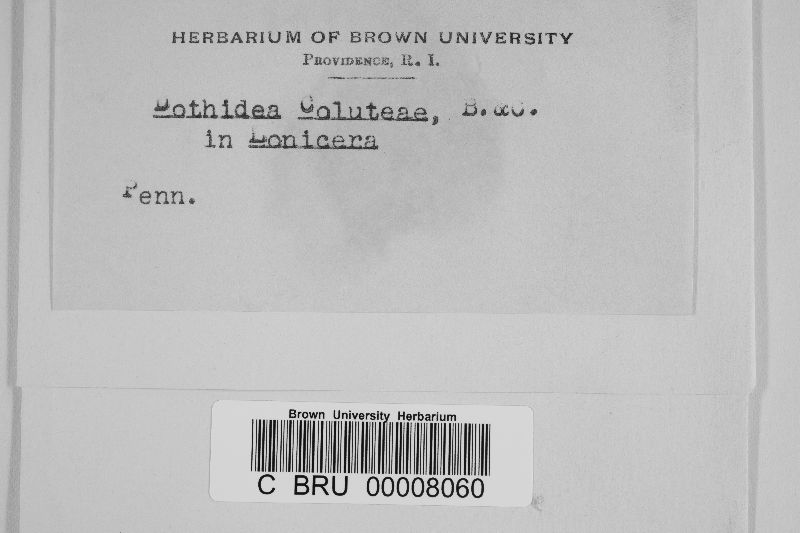 HERBARIUM OF BROWN UNIVERSITY
PROVIDENCE, R. I.
Dothidea Coluteae, B.&C.
in Lonicera
Penn.
Brown University Herbarium
C BRU 00008060